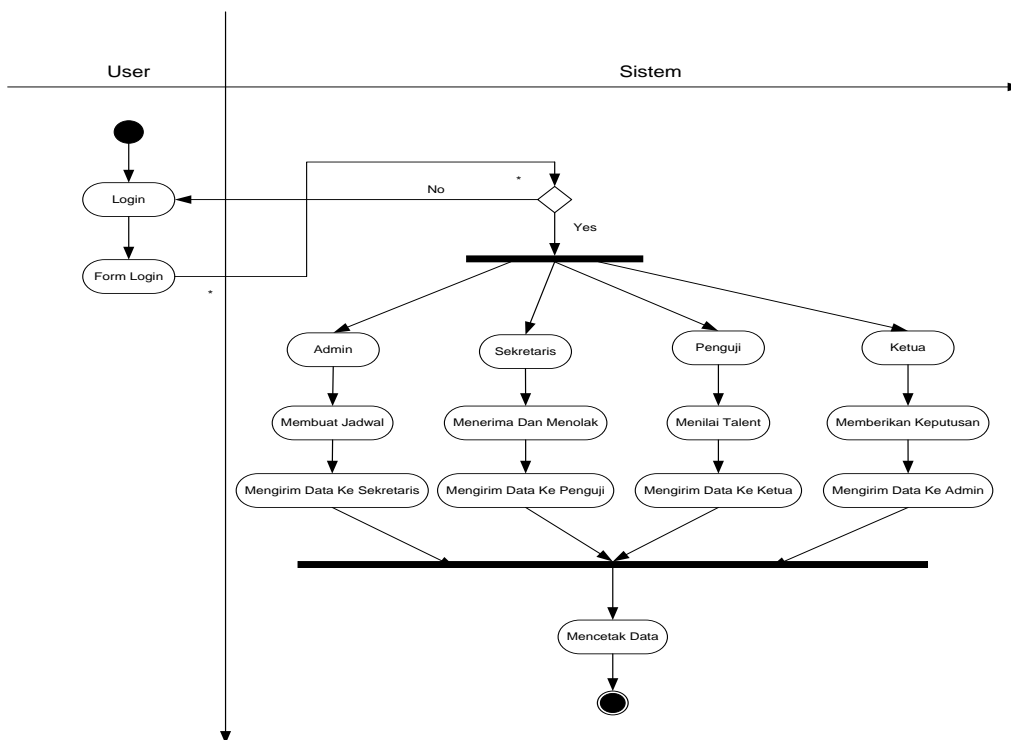 User
Sistem
Login
*
No
Yes
Form Login
*
Admin
Sekretaris
Penguji
Ketua
Membuat Jadwal
Menerima Dan Menolak
Menilai Talent
Memberikan Keputusan
Mengirim Data Ke Sekretaris
Mengirim Data Ke Penguji
Mengirim Data Ke Ketua
Mengirim Data Ke Admin
Mencetak Data